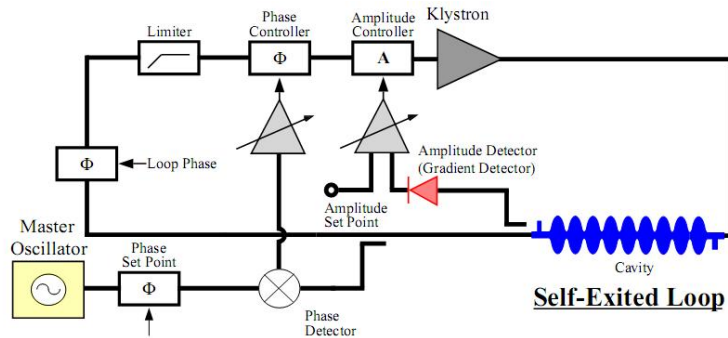 Phase
Controller
Amplitude
Controller
Klystron
Limiter
Φ
A
Φ
Loop Phase
Amplitude Detector
(Gradient Detector)
Amplitude
Set Point
Master
Oscillator
Phase
Set Point
Φ
Phase
Detector
Cavity
Self-Exited Loop